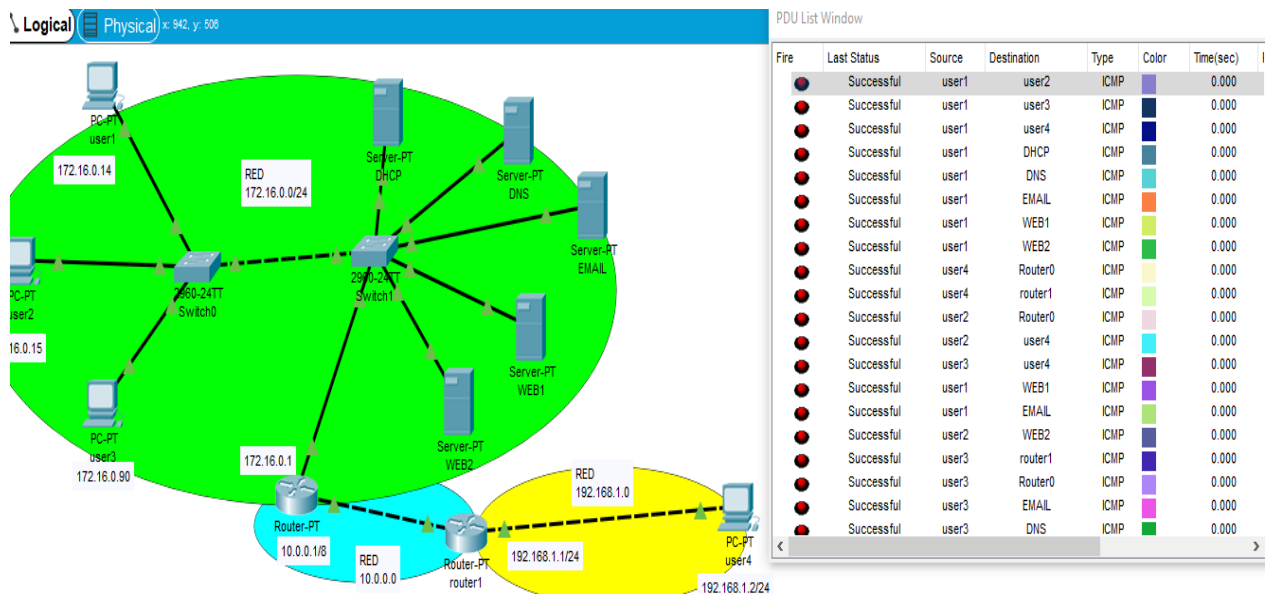 Logical
Physical x: 942, y: 506
PC-PT
user1
172.16.0.14
RED
172.16.0.0/24
Server-PT
DHCP
Server-PT
DNS
Server-PT
EMAIL
2960-24TT
Switch0
2960-24TT
Switch1
PC-PT
user2
16.0.15
Server-PT
WEB1
PC-PT
user3
172.16.0.90
Server-PT
WEB2
172.16.0.1
Router-PT
10.0.0.1/8
RED
10.0.0.0
Router-PT
router1
RED
192.168.1.0
192.168.1.1/24
PC-PT
user4
192.168.1.2/24
PDU List Window
Fire Last Status Source Destination Type Color Time(sec)
Successful user1 user2 ICMP 0.000
Successful user1 user3 ICMP 0.000
Successful user1 user4 ICMP 0.000
Successful user1 DHCP ICMP 0.000
Successful user1 DNS ICMP 0.000
Successful user1 EMAIL ICMP 0.000
Successful user1 WEB1 ICMP 0.000
Successful user1 WEB2 ICMP 0.000
Successful user4 Router0 ICMP 0.000
Successful user4 router1 ICMP 0.000
Successful user2 Router0 ICMP 0.000
Successful user2 user4 ICMP 0.000
Successful user3 user4 ICMP 0.000
Successful user1 WEB1 ICMP 0.000
Successful user1 EMAIL ICMP 0.000
Successful user2 WEB2 ICMP 0.000
Successful user3 router1 ICMP 0.000
Successful user3 Router0 ICMP 0.000
Successful user3 EMAIL ICMP 0.000
Successful user3 DNS ICMP 0.000